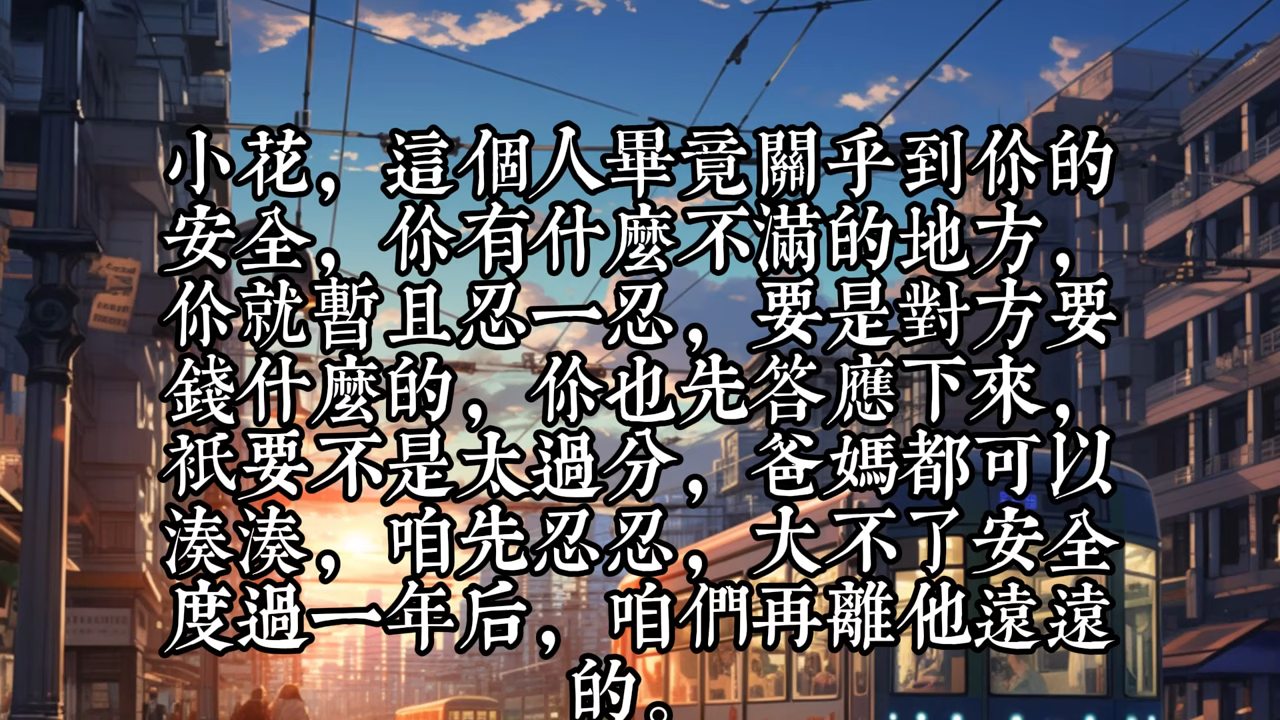 小花，這個人畢竟關乎到你的
安全，你有什麼不滿的地方，
你就暫且忍一忍，要是對方要
錢什麼的，你也先答應下來，
衹要不是太過分，爸媽都可以
湊湊，咱先忍忍，大不了安全
度過一年后，咱們再離他遠遠
的。